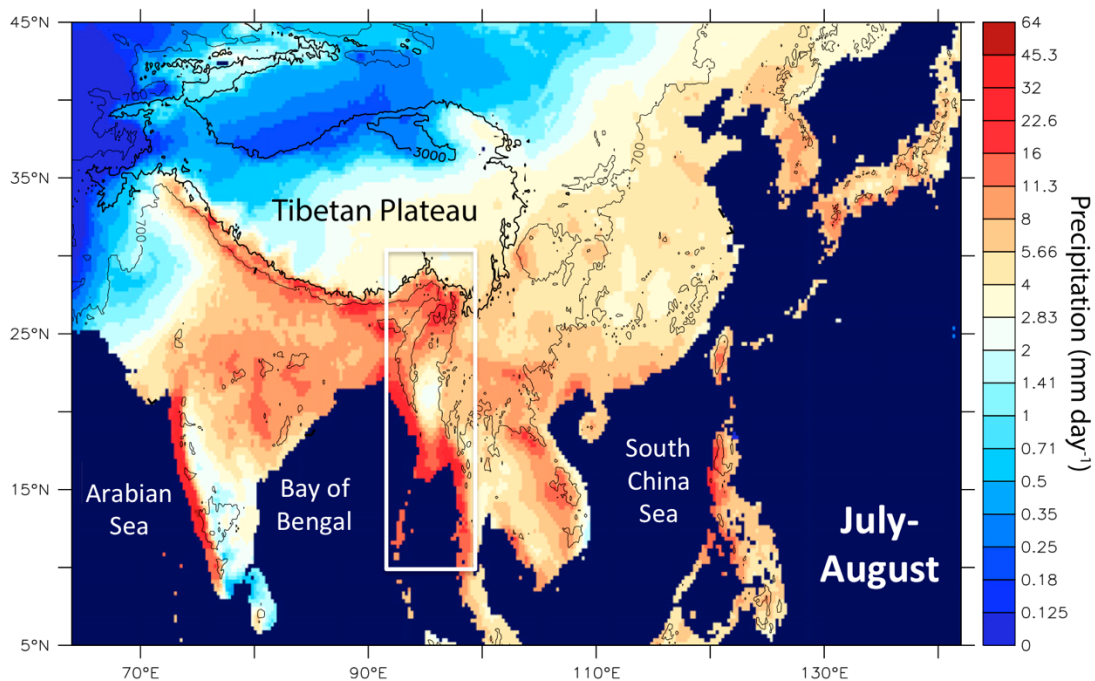 45°N
35°N
25°N
15°N
5°N
70°E
90°E
110°E
130°E
700
3000
700
700
Tibetan Plateau
Arabian
Sea
Bay of
Bengal
South
China
Sea
July-
August
64
45.3
32
22.6
16
11.3
8
5.66
4
2.83
2
1.41
1
0.71
0.5
0.35
0.25
0.18
0.125
0
Precipitation (mm day⁻¹)